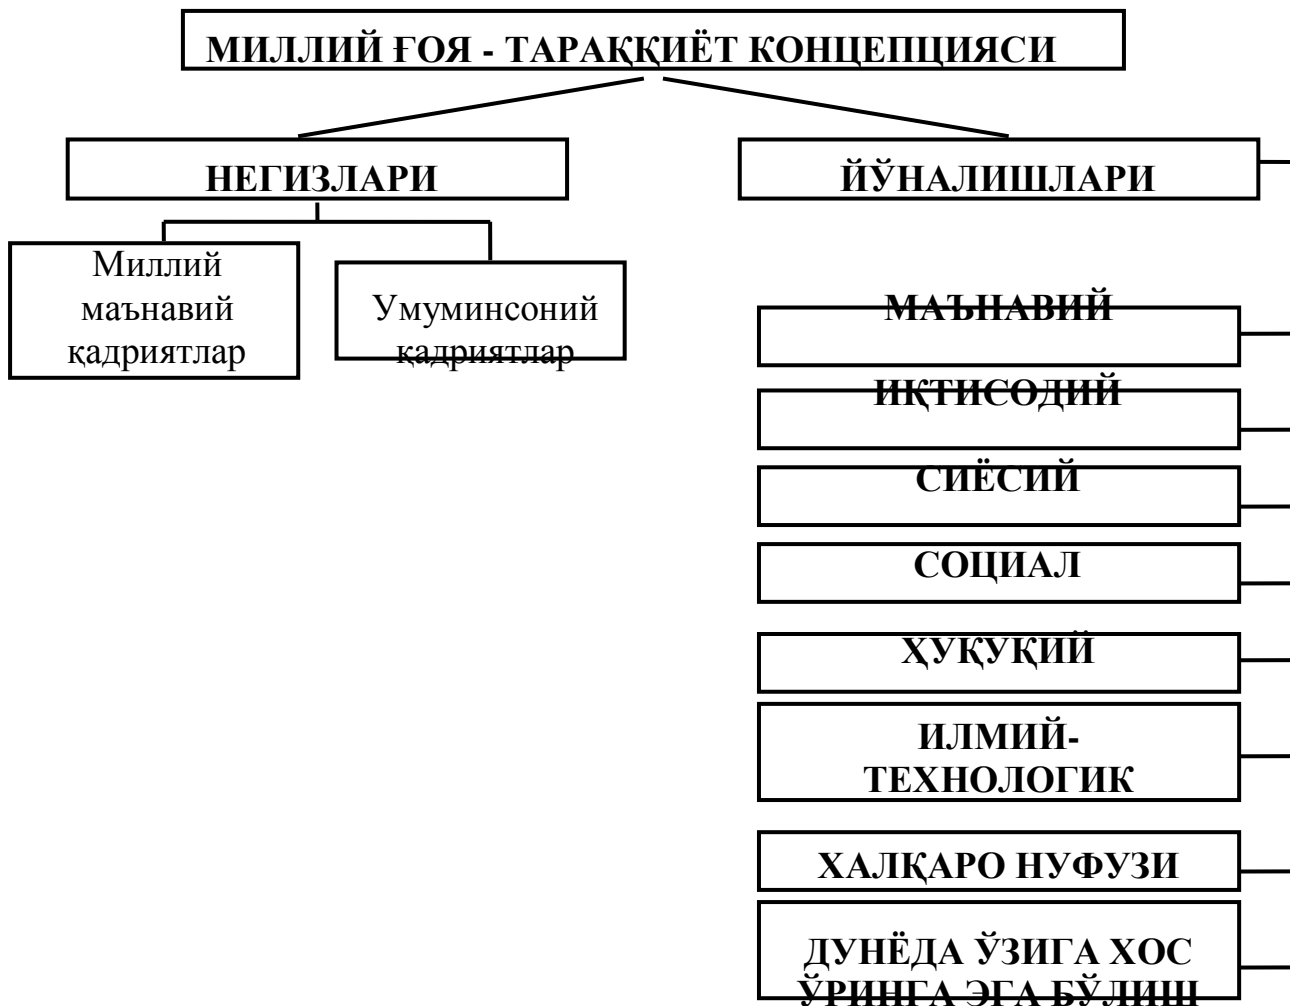 МИЛЛИЙ ҒОЯ - ТАРАҚҚИЁТ КОНЦЕПЦИЯСИ
НЕГИЗЛАРИ
ЙЎНАЛИШЛАРИ
Миллий
маънавий
қадриятлар
Умуминсоний
қадриятлар
МАЪНАВИЙ
ИҚТИСОДИЙ
СИЁСИЙ
СОЦИАЛ
ҲУҚУҚИЙ
ИЛМИЙ-
ТЕХНОЛОГИК
ХАЛҚАРО НУФУЗИ
ДУНЁДА ЎЗИГА ХОС
ЎРИНГА ЭГА БЎЛИШ